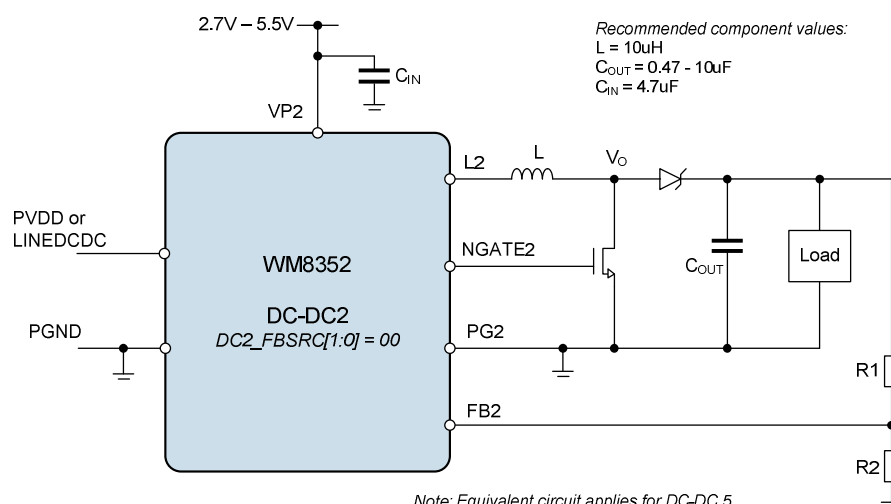 2.7V – 5.5V
Recommended component values:
L = 10uH
COUT = 0.47 - 10uF
CIN = 4.7uF
CIN
VP2
L2
L
VO
PVDD or
LINEDCDC
NGATE2
WM8352
COUT
Load
DC-DC2
DC2_FBSRC[1:0] = 00
PGND
PG2
R1
FB2
R2
Note: Equivalent circuit applies for DC-DC 5